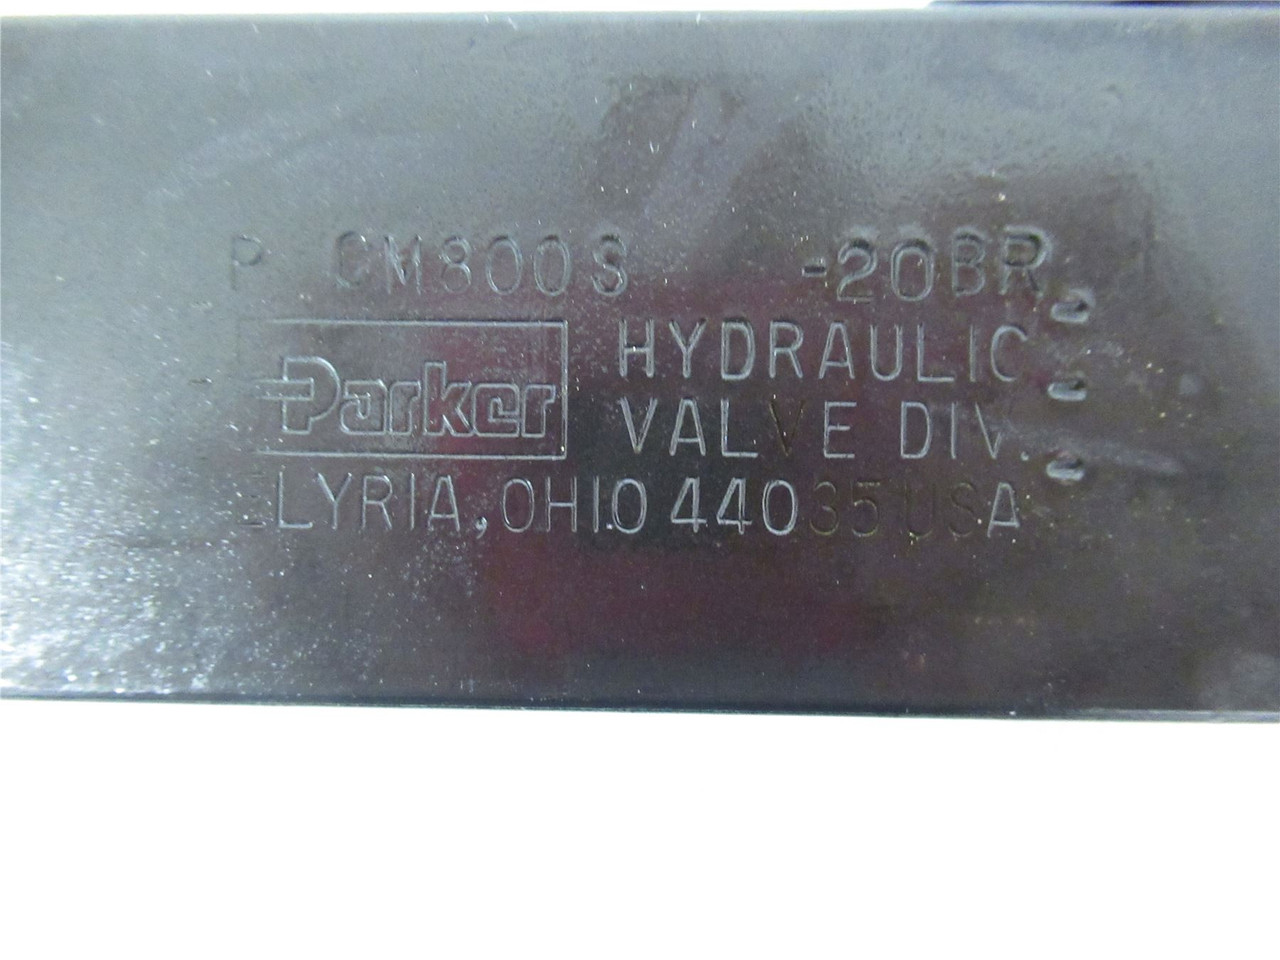 P CM800S -20BR
Parker HYDRAULIC
VALVE DIV.
ELYRIA, OHIO 44035 USA